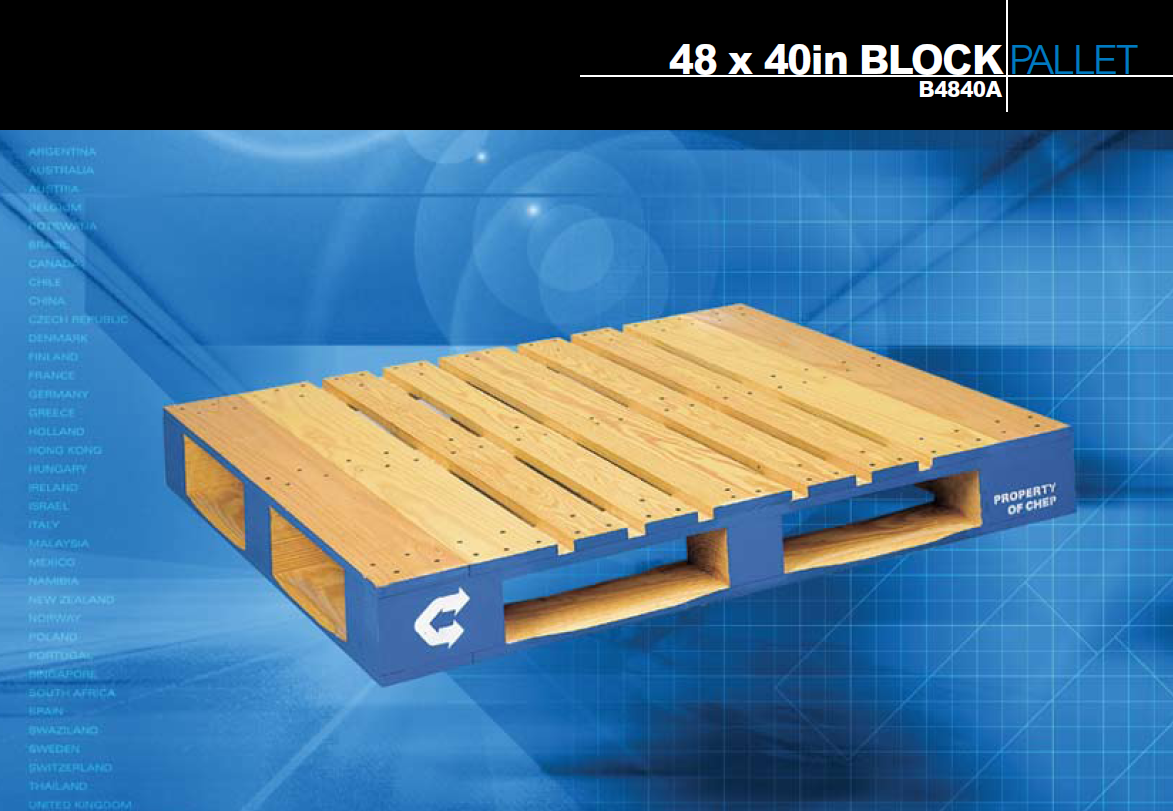 48 x 40in BLOCK PALLET
B4840A
ARGENTINA
AUSTRALIA
AUSTRIA
BELGIUM
BOTSWANA
BRAZIL
CANADA
CHILE
CHINA
CZECH REPUBLIC
DENMARK
FINLAND
FRANCE
GERMANY
GREECE
HOLLAND
HONG KONG
HUNGARY
IRELAND
ISRAEL
ITALY
MALAYSIA
MEXICO
NAMIBIA
NEW ZEALAND
NORWAY
POLAND
PORTUGAL
SINGAPORE
SOUTH AFRICA
SPAIN
SWAZILAND
SWEDEN
SWITZERLAND
THAILAND
UNITED KINGDOM
PROPERTY
OF CHEP